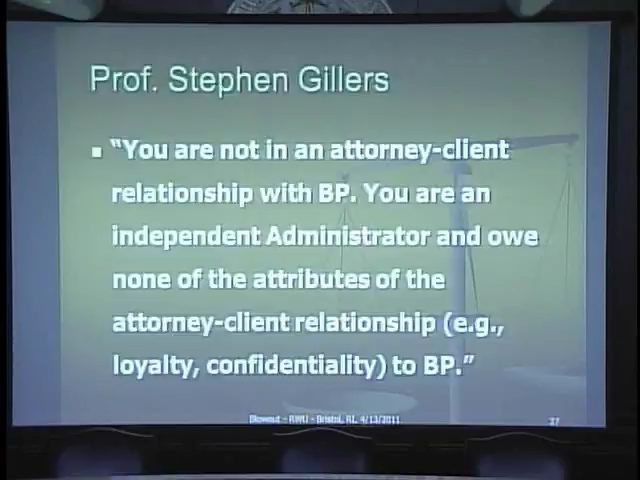 Prof. Stephen Gillers
"You are not in an attorney-client
relationship with BP. You are an
independent Administrator and owe
none of the attributes of the
attorney-client relationship (e.g.,
loyalty, confidentiality) to BP."
Blowout - RWU - Bristol, RI, 4/13/2011
27